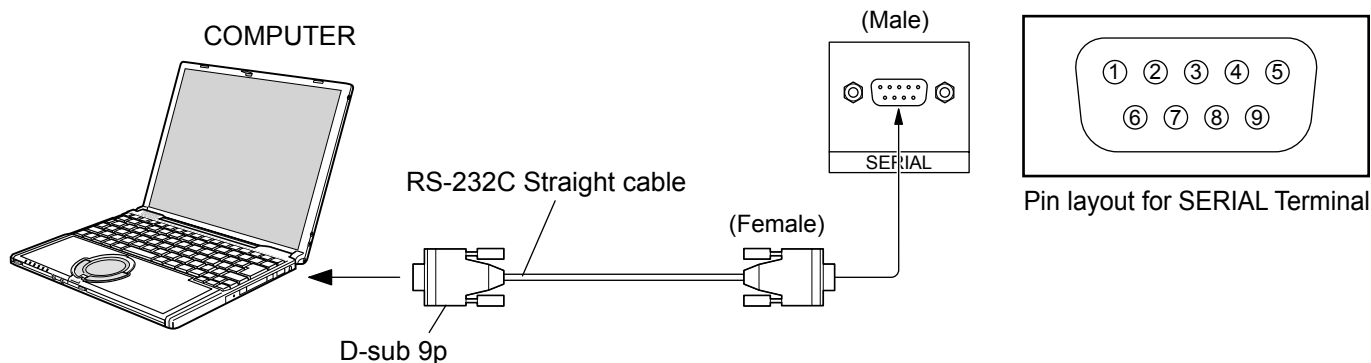 COMPUTER
(Male)
SERIAL
① ② ③ ④ ⑤
⑥ ⑦ ⑧ ⑨
Pin layout for SERIAL Terminal
RS-232C Straight cable
(Female)
D-sub 9p